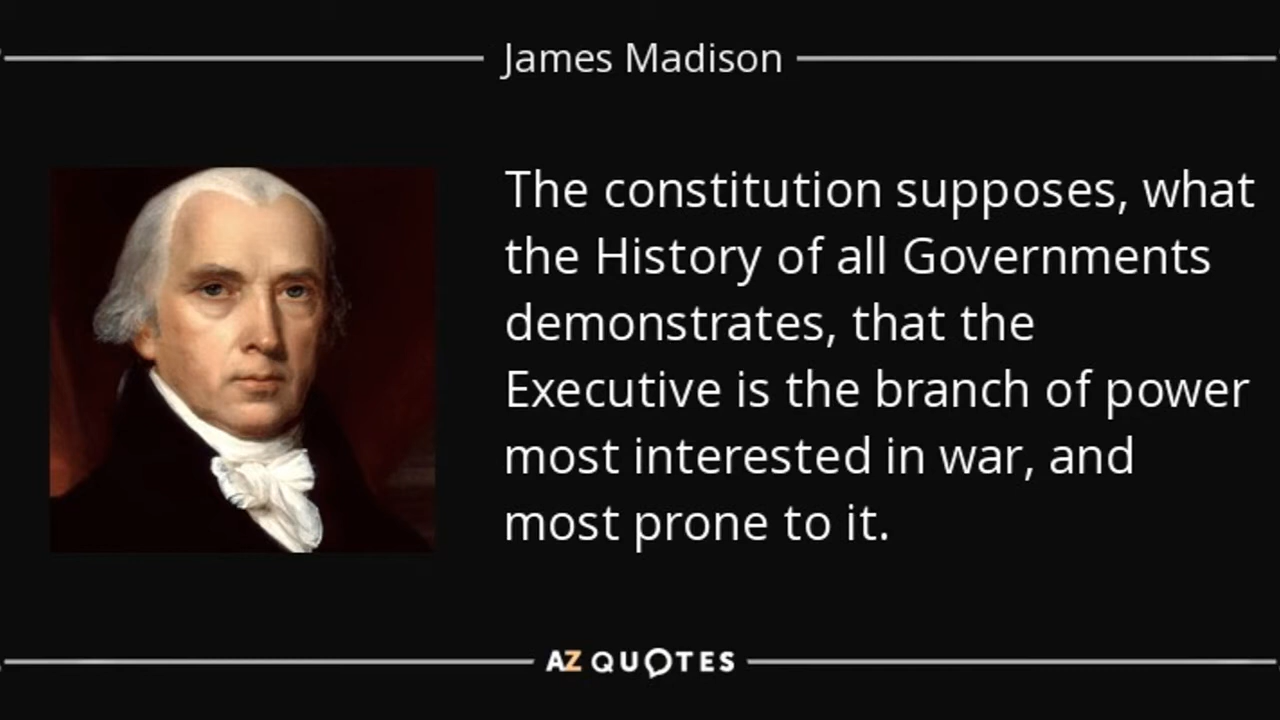 James Madison
The constitution supposes, what
the History of all Governments
demonstrates, that the
Executive is the branch of power
most interested in war, and
most prone to it.
AZ QUOTES